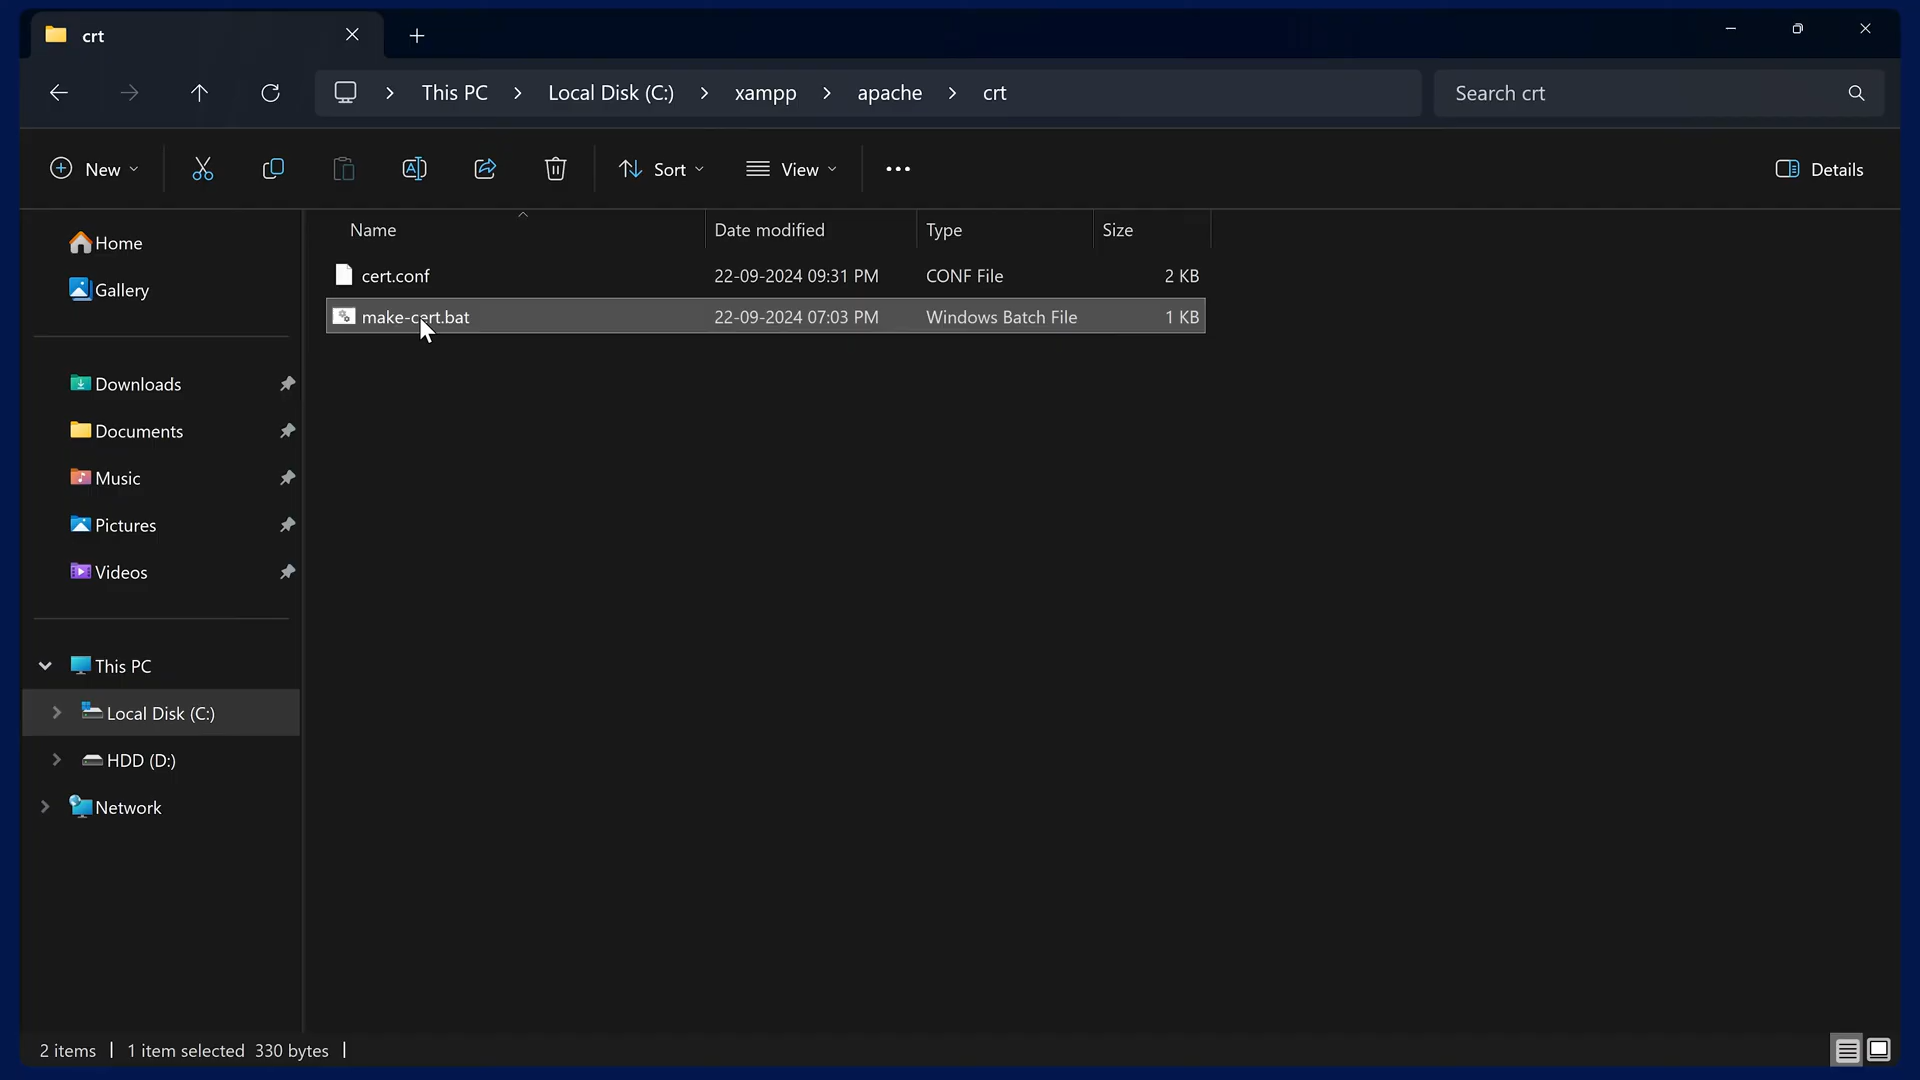 crt
This PC Local Disk (C:) xampp apache crt
Search crt
New Sort View Details
Name Date modified Type Size
cert.conf 22-09-2024 09:31 PM CONF File 2 KB
make-cert.bat 22-09-2024 07:03 PM Windows Batch File 1 KB
Home
Gallery
Downloads
Documents
Music
Pictures
Videos
This PC
Local Disk (C:)
HDD (D:)
Network
2 items 1 item selected 330 bytes